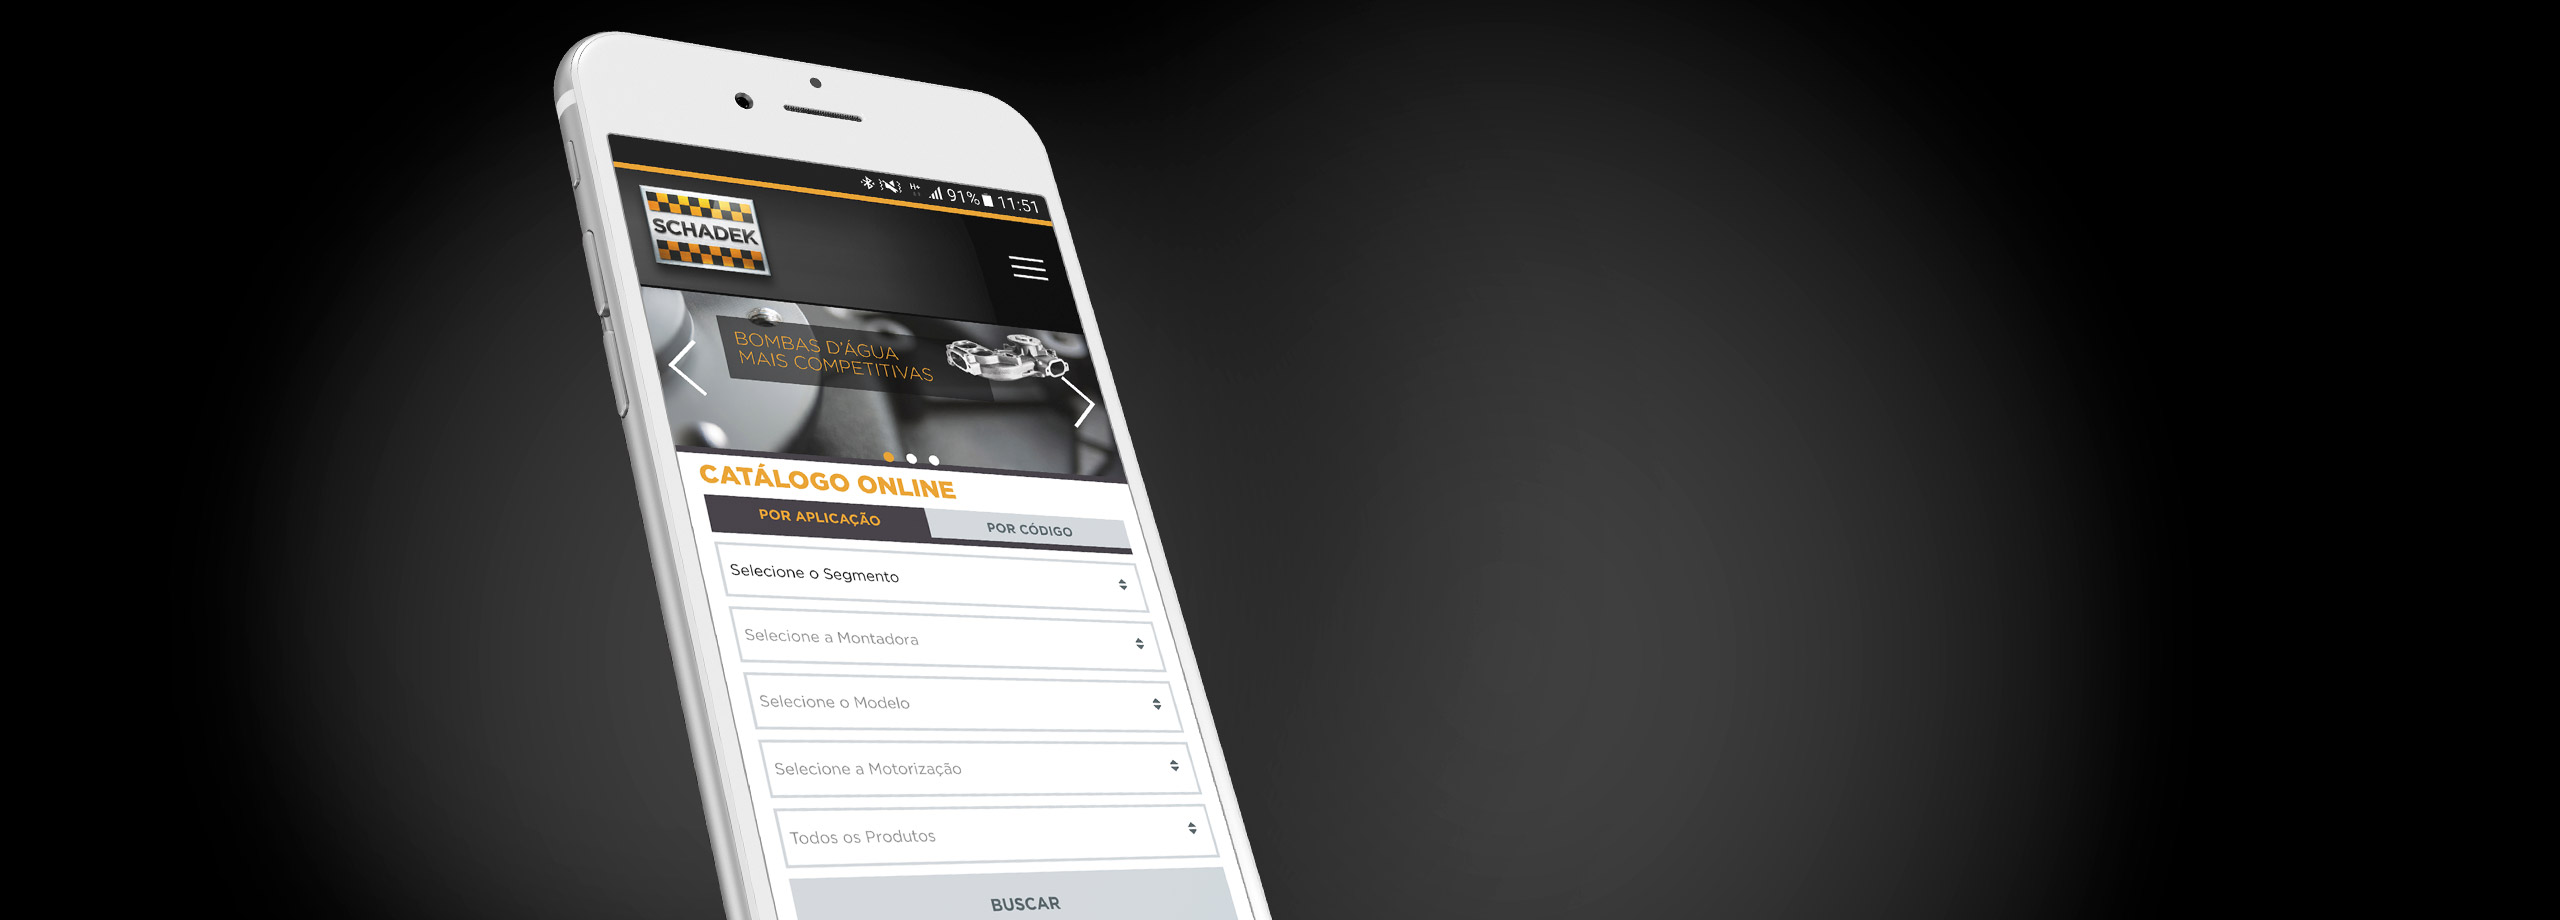 H+ 91% 11:51
SCHADEK
BOMBAS D'ÁGUA
MAIS COMPETITIVAS
CATÁLOGO ONLINE
POR APLICAÇÃO POR CÓDIGO
Selecione o Segmento
Selecione a Montadora
Selecione o Modelo
Selecione a Motorização
Todos os Produtos
BUSCAR